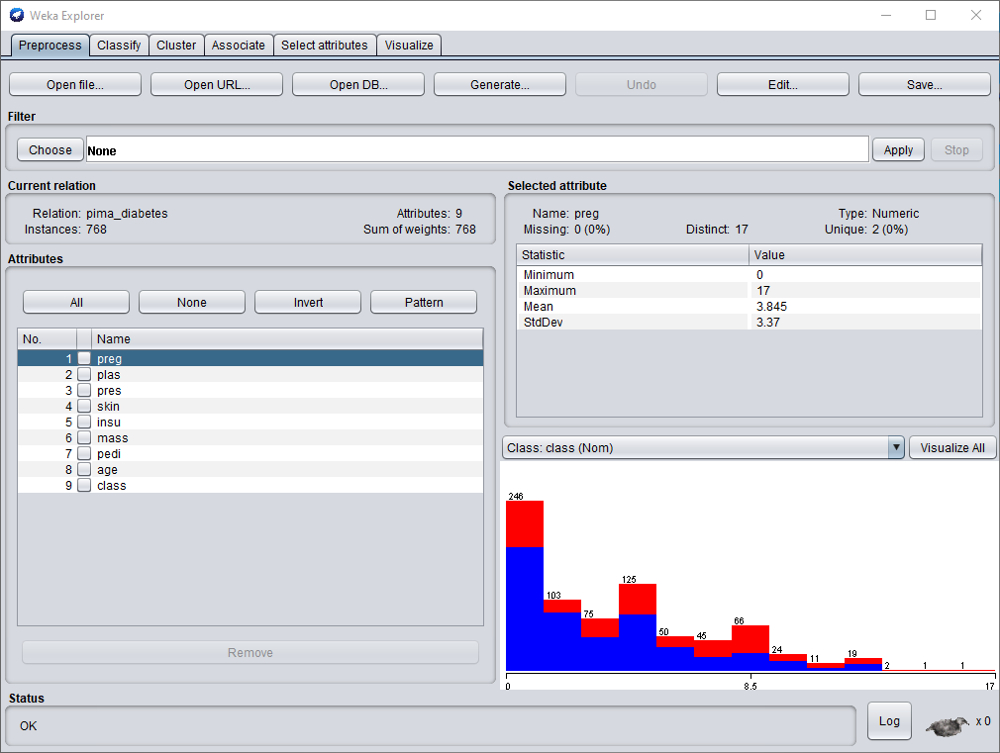 Weka Explorer
Preprocess Classify Cluster Associate Select attributes Visualize
Open file... Open URL... Open DB... Generate... Undo Edit... Save...
Filter
Choose None Apply Stop
Current relation
Relation: pima_diabetes Attributes: 9
Instances: 768 Sum of weights: 768
Attributes
All None Invert Pattern
No. Name
1 preg
2 plas
3 pres
4 skin
5 insu
6 mass
7 pedi
8 age
9 class
Remove
Selected attribute
Name: preg Type: Numeric
Missing: 0 (0%) Distinct: 17 Unique: 2 (0%)
Statistic Value
Minimum 0
Maximum 17
Mean 3.845
StdDev 3.37
Class: class (Nom) Visualize All
246
103
75
125
50
45
66
24
11
19
2
1
1
0 8.5 17
Status
OK
Log x 0